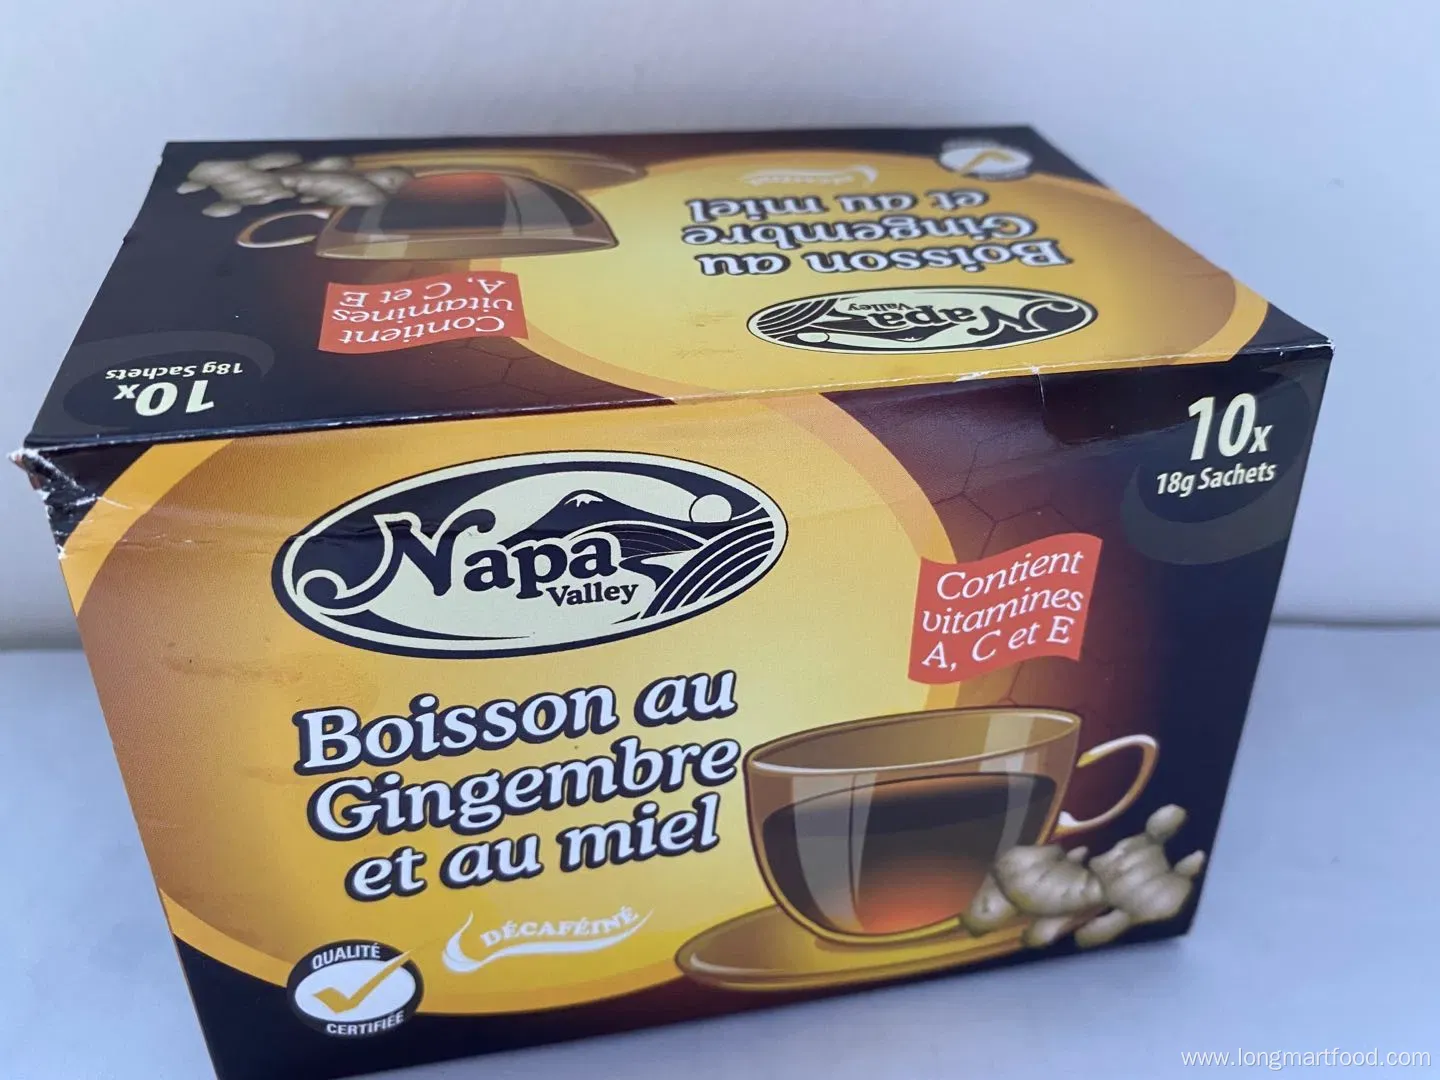 DÉCAFÉINÉ
et au miel
Gingembre
Boisson au
Napa
Valley
Contient
vitamines
A, C et E
10x
18g Sachets
Napa
Valley
10x
18g Sachets
Contient
vitamines
A, C et E
Boisson au
Gingembre
et au miel
DÉCAFÉINÉ
QUALITÉ
CERTIFIÉE
www.longmartfood.com